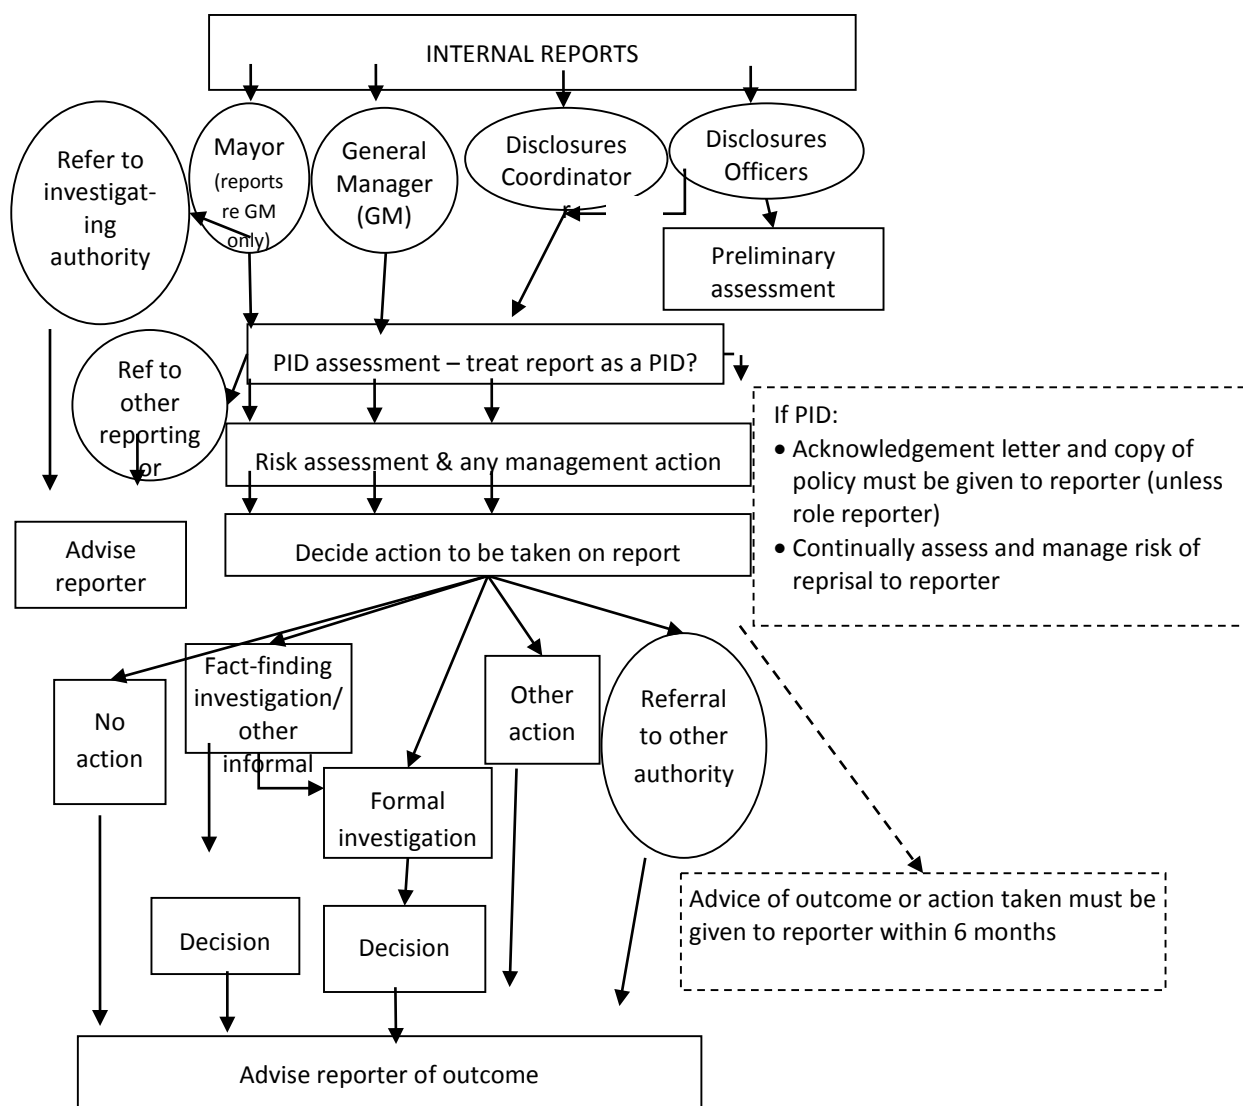 INTERNAL REPORTS
Refer to
investigat-
ing
authority
Mayor
(reports
re GM
only)
General
Manager
(GM)
Disclosures
Coordinator
r
Disclosures
Officers
Preliminary
assessment
PID assessment – treat report as a PID?
Ref to
other
reporting
or
Risk assessment & any management action
If PID:
• Acknowledgement letter and copy of
policy must be given to reporter (unless
role reporter)
• Continually assess and manage risk of
reprisal to reporter
Advise
reporter
Decide action to be taken on report
No
action
Fact-finding
investigation/
other
informal
Formal
investigation
Other
action
Referral
to other
authority
Decision
Decision
Advice of outcome or action taken must be
given to reporter within 6 months
Advise reporter of outcome